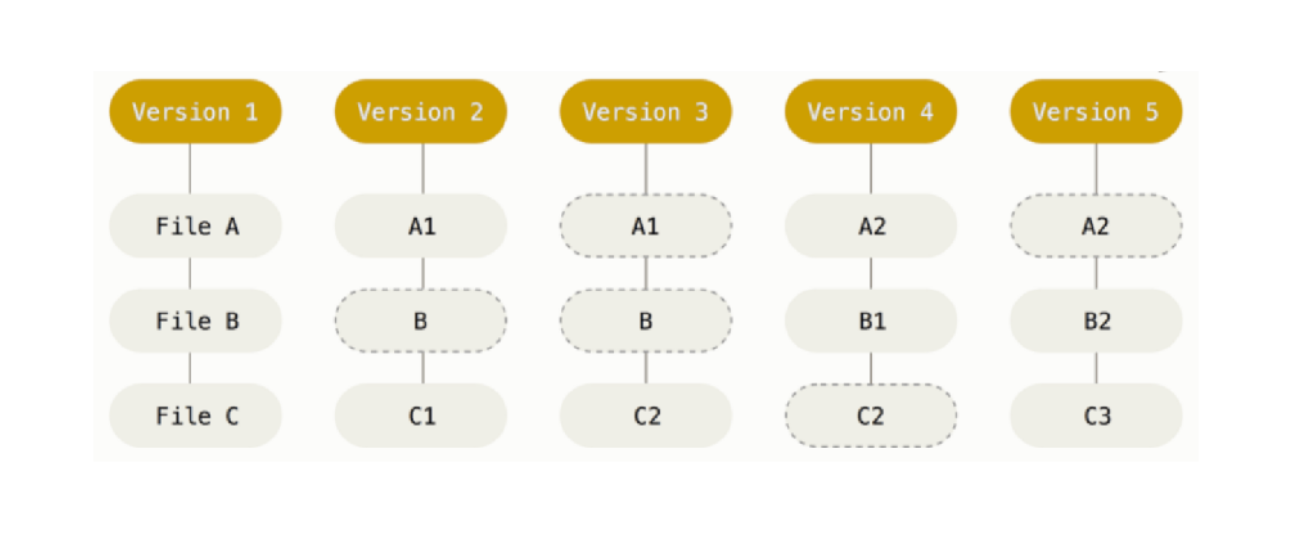 Version 1 Version 2 Version 3 Version 4 Version 5
File A A1 A1 A2 A2
File B B B B1 B2
File C C1 C2 C2 C3